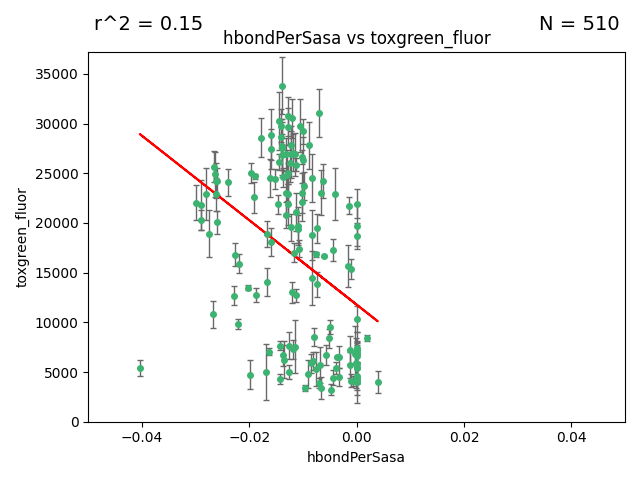 r^2 = 0.15
N = 510
hbondPerSasa vs toxgreen_fluor
toxgreen_fluor
35000
30000
25000
20000
15000
10000
5000
0
−0.04
−0.02
0.00
0.02
0.04
hbondPerSasa